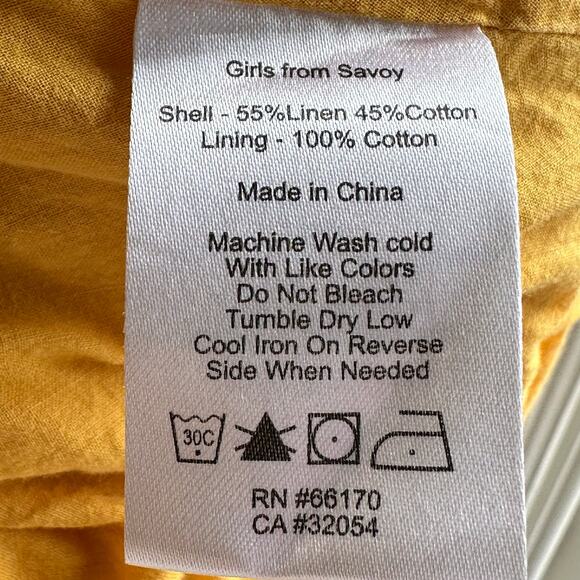 Girls from Savoy
Shell - 55%Linen 45%Cotton
Lining - 100% Cotton
Made in China
Machine Wash cold
With Like Colors
Do Not Bleach
Tumble Dry Low
Cool Iron On Reverse
Side When Needed
30C
RN #66170
CA #32054